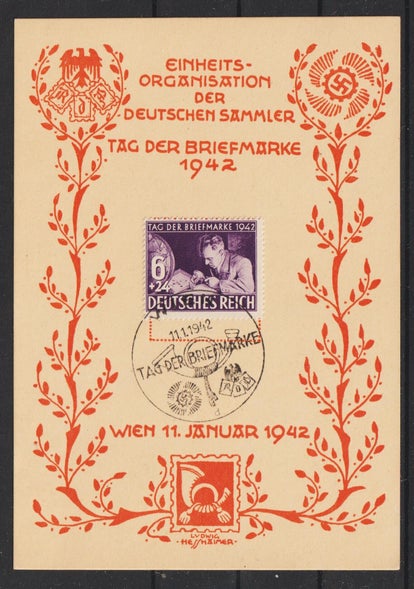 EINHEITS-
ORGANISATION
DER
DEUTSCHEN SAMMLER
TAG DER BRIEFMARKE
1942
TAG DER BRIEFMARKE 1942
6
+24
DEUTSCHES REICH
11.1.1942
TAG DER BRIEFMARKE
d
WIEN 11. JANUAR 1942
LUDWIG
HESSHAIMER